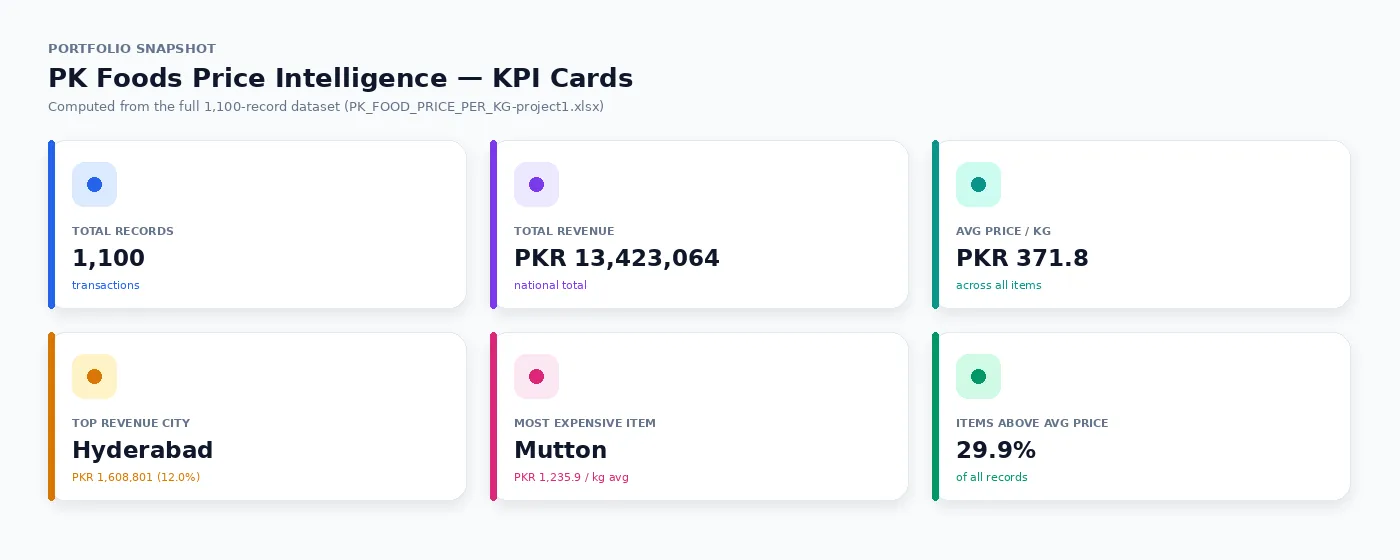 PORTFOLIO SNAPSHOT
PK Foods Price Intelligence — KPI Cards
Computed from the full 1,100-record dataset (PK_FOOD_PRICE_PER_KG-project1.xlsx)
TOTAL RECORDS
1,100
transactions
TOTAL REVENUE
PKR 13,423,064
national total
AVG PRICE / KG
PKR 371.8
across all items
TOP REVENUE CITY
Hyderabad
PKR 1,608,801 (12.0%)
MOST EXPENSIVE ITEM
Mutton
PKR 1,235.9 / kg avg
ITEMS ABOVE AVG PRICE
29.9%
of all records